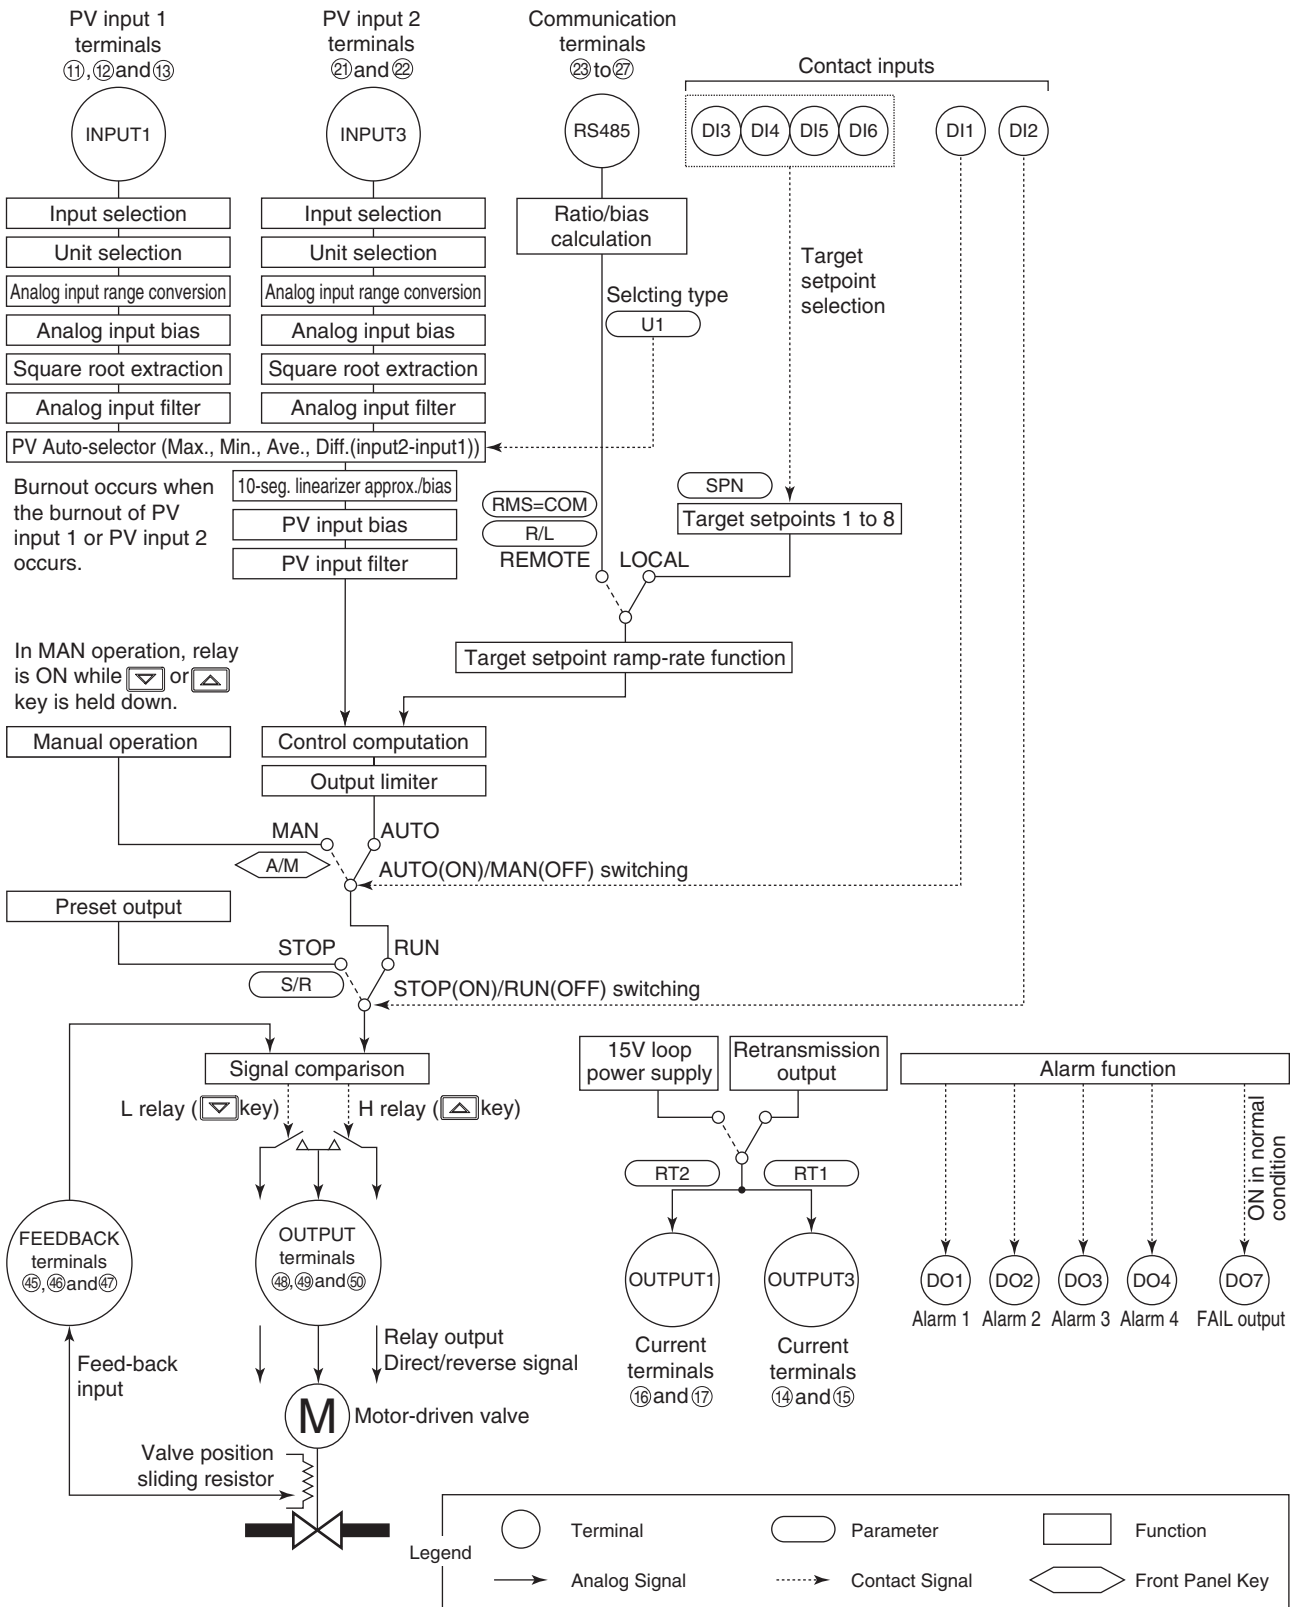 PV input 1
terminals
⑪,⑫and⑬
INPUT1
PV input 2
terminals
㉑and㉒
INPUT3
Communication
terminals
㉓to㉗
RS485
Contact inputs
DI3
DI4
DI5
DI6
DI1
DI2
Input selection
Unit selection
Analog input range conversion
Analog input bias
Square root extraction
Analog input filter
Input selection
Unit selection
Analog input range conversion
Analog input bias
Square root extraction
Analog input filter
Ratio/bias
calculation
Selcting type
U1
Target
setpoint
selection
PV Auto-selector (Max., Min., Ave., Diff.(input2-input1))
Burnout occurs when
the burnout of PV
input 1 or PV input 2
occurs.
10-seg. linearizer approx./bias
PV input bias
PV input filter
RMS=COM
R/L
REMOTE
LOCAL
SPN
Target setpoints 1 to 8
Target setpoint ramp-rate function
In MAN operation, relay
is ON while ▽ or △
key is held down.
Manual operation
Control computation
Output limiter
MAN
AUTO
A/M
AUTO(ON)/MAN(OFF) switching
Preset output
STOP
RUN
S/R
STOP(ON)/RUN(OFF) switching
Signal comparison
L relay (▽key)
H relay (△key)
FEEDBACK
terminals
㊺,㊻and㊼
OUTPUT
terminals
㊽,㊾and㊿
Feed-back
input
Relay output
Direct/reverse signal
M
Motor-driven valve
Valve position
sliding resistor
15V loop
power supply
Retransmission
output
RT2
RT1
OUTPUT1
OUTPUT3
Current
terminals
⑯and⑰
Current
terminals
⑭and⑮
Alarm function
ON in normal
condition
DO1
DO2
DO3
DO4
DO7
Alarm 1
Alarm 2
Alarm 3
Alarm 4
FAIL output
Legend
Terminal
Parameter
Function
Analog Signal
Contact Signal
Front Panel Key